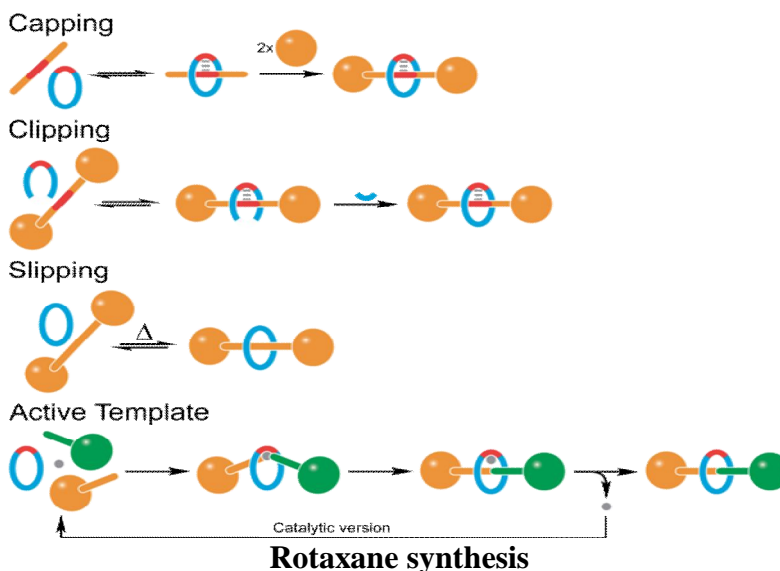 Capping
2x
Clipping
Slipping
Δ
Active Template
Catalytic version
Rotaxane synthesis